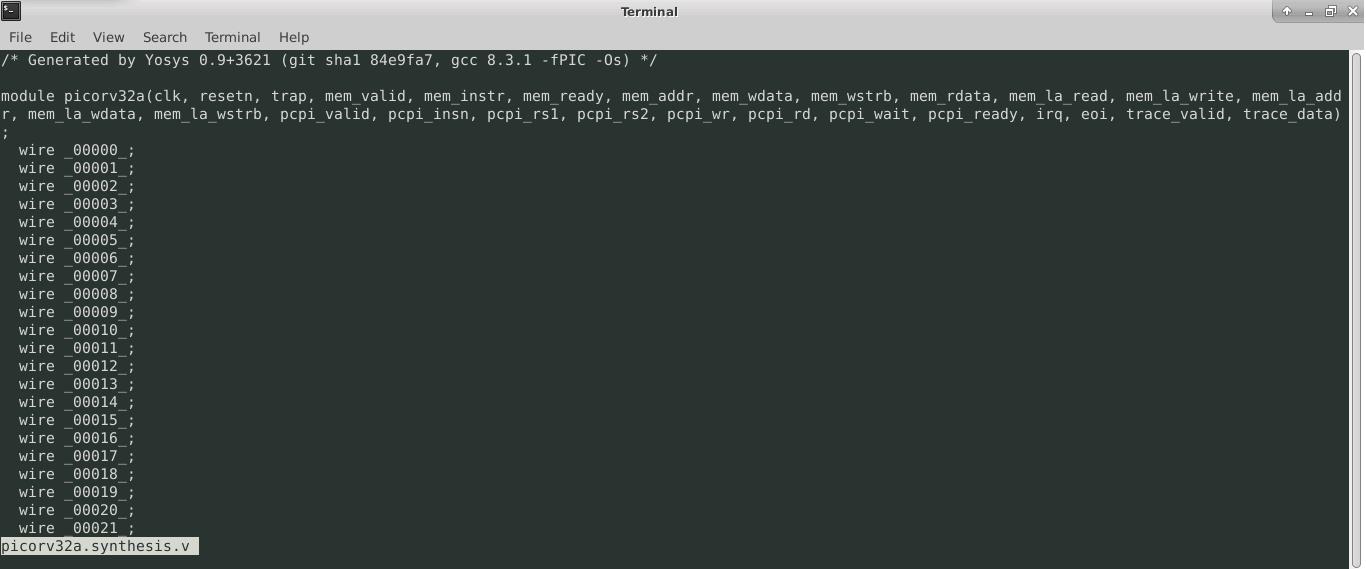 Terminal
File Edit View Search Terminal Help
/* Generated by Yosys 0.9+3621 (git sha1 84e9fa7, gcc 8.3.1 -fPIC -Os) */
module picorv32a(clk, resetn, trap, mem_valid, mem_instr, mem_ready, mem_addr, mem_wdata, mem_wstrb, mem_rdata, mem_la_read, mem_la_write, mem_la_add
r, mem_la_wdata, mem_la_wstrb, pcpi_valid, pcpi_insn, pcpi_rs1, pcpi_rs2, pcpi_wr, pcpi_rd, pcpi_wait, pcpi_ready, irq, eoi, trace_valid, trace_data)
;
  wire _00000_;
  wire _00001_;
  wire _00002_;
  wire _00003_;
  wire _00004_;
  wire _00005_;
  wire _00006_;
  wire _00007_;
  wire _00008_;
  wire _00009_;
  wire _00010_;
  wire _00011_;
  wire _00012_;
  wire _00013_;
  wire _00014_;
  wire _00015_;
  wire _00016_;
  wire _00017_;
  wire _00018_;
  wire _00019_;
  wire _00020_;
  wire _00021_;
picorv32a.synthesis.v